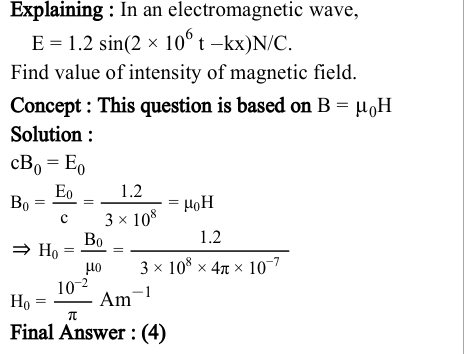 Explaining : In an electromagnetic wave,
E = 1.2 sin(2 × 10⁶ t –kx)N/C.
Find value of intensity of magnetic field.
Concept : This question is based on B = μ₀H
Solution :
cB₀ = E₀
B₀ = E₀/c = 1.2/(3 × 10⁸) = μ₀H
⇒ H₀ = B₀/μ₀ = 1.2/(3 × 10⁸ × 4π × 10⁻⁷)
H₀ = 10⁻²/π Am⁻¹
Final Answer : (4)